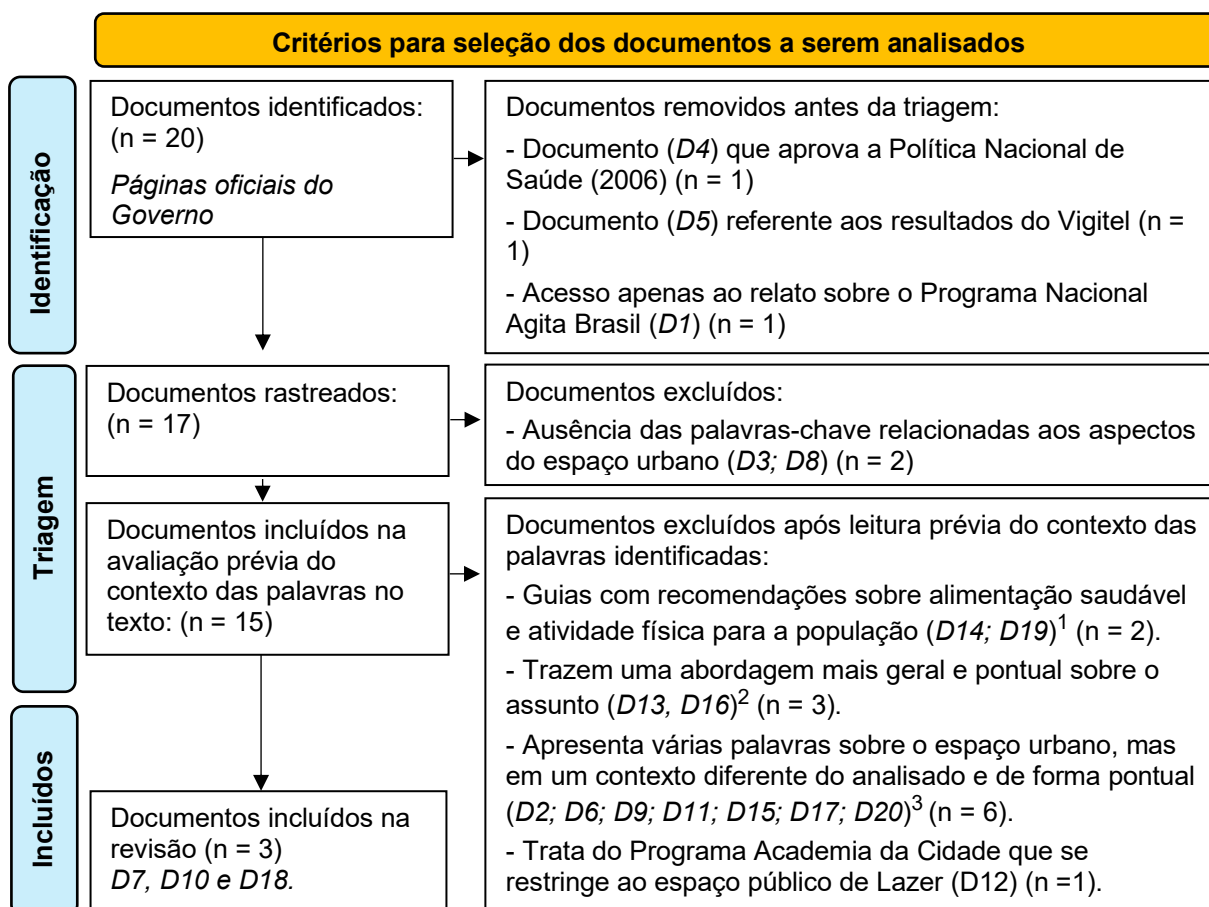 Critérios para seleção dos documentos a serem analisados
Identificação
Documentos identificados:
(n = 20)
Páginas oficiais do
Governo
Documentos removidos antes da triagem:
- Documento (D4) que aprova a Política Nacional de
Saúde (2006) (n = 1)
- Documento (D5) referente aos resultados do Vigitel (n =
1)
- Acesso apenas ao relato sobre o Programa Nacional
Agita Brasil (D1) (n = 1)
Triagem
Documentos rastreados:
(n = 17)
Documentos excluídos:
- Ausência das palavras-chave relacionadas aos aspectos
do espaço urbano (D3; D8) (n = 2)
Documentos incluídos na
avaliação prévia do
contexto das palavras no
texto: (n = 15)
Documentos excluídos após leitura prévia do contexto das
palavras identificadas:
- Guias com recomendações sobre alimentação saudável
e atividade física para a população (D14; D19)¹ (n = 2).
- Trazem uma abordagem mais geral e pontual sobre o
assunto (D13, D16)² (n = 3).
- Apresenta várias palavras sobre o espaço urbano, mas
em um contexto diferente do analisado e de forma pontual
(D2; D6; D9; D11; D15; D17; D20)³ (n = 6).
- Trata do Programa Academia da Cidade que se
restringe ao espaço público de Lazer (D12) (n =1).
Incluídos
Documentos incluídos na
revisão (n = 3)
D7, D10 e D18.